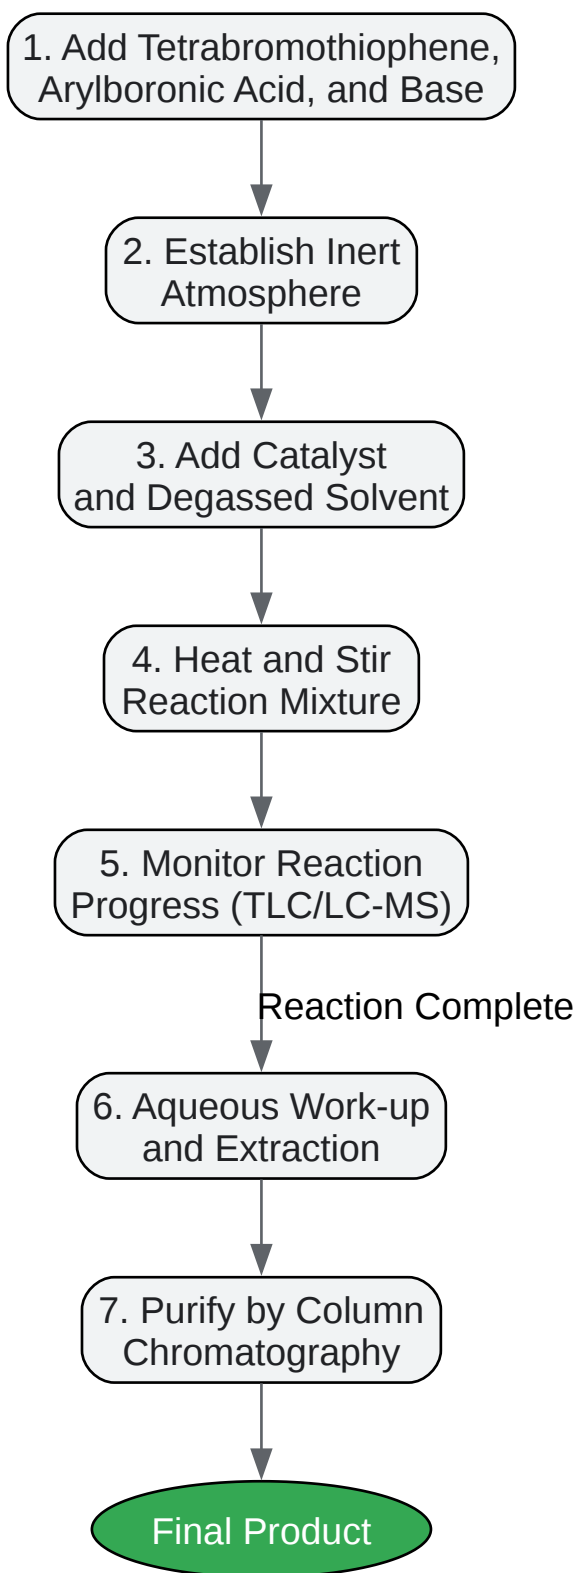 1. Add Tetrabromothiophene,
Arylboronic Acid, and Base
2. Establish Inert
Atmosphere
3. Add Catalyst
and Degassed Solvent
4. Heat and Stir
Reaction Mixture
5. Monitor Reaction
Progress (TLC/LC-MS)
Reaction Complete
6. Aqueous Work-up
and Extraction
7. Purify by Column
Chromatography
Final Product